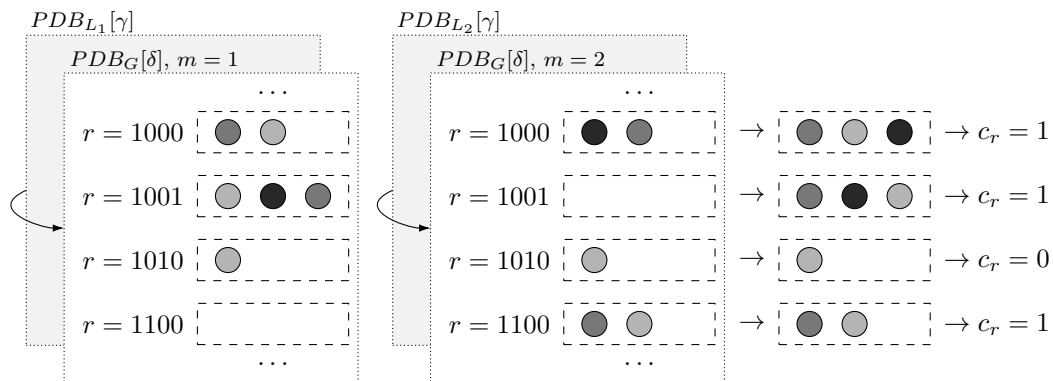 PDB_{L_1}[γ] PDB_{L_2}[γ]
PDB_G[δ], m = 1 PDB_G[δ], m = 2
... ...
r = 1000 r = 1000 → → c_r = 1
r = 1001 r = 1001 → → c_r = 1
r = 1010 r = 1010 → → c_r = 0
r = 1100 r = 1100 → → c_r = 1
... ...